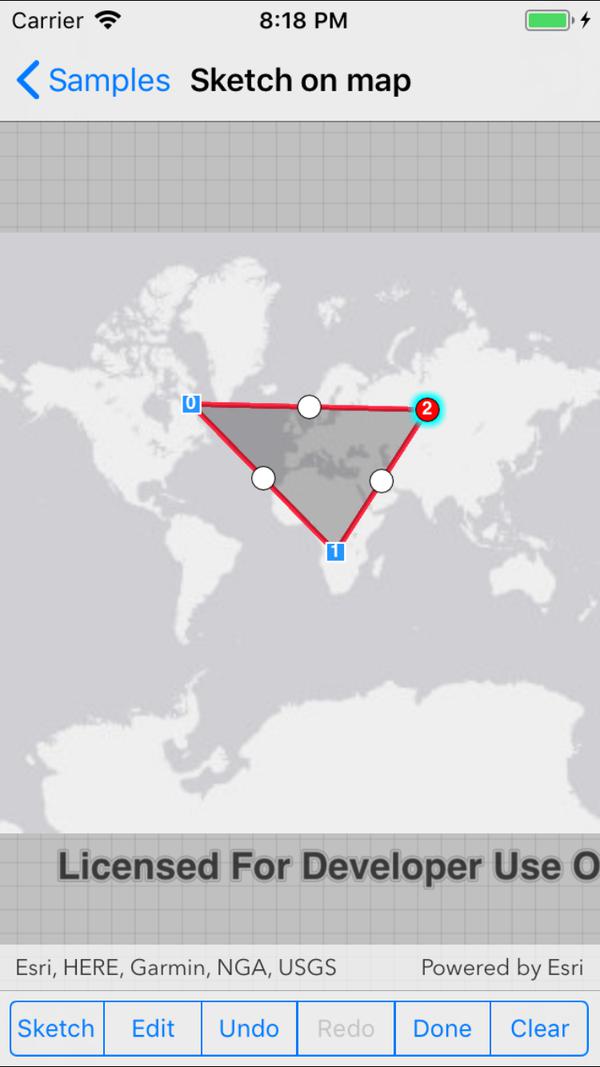 Carrier 8:18 PM
Samples Sketch on map
0
2
1
Licensed For Developer Use O
Esri, HERE, Garmin, NGA, USGS Powered by Esri
Sketch Edit Undo Redo Done Clear